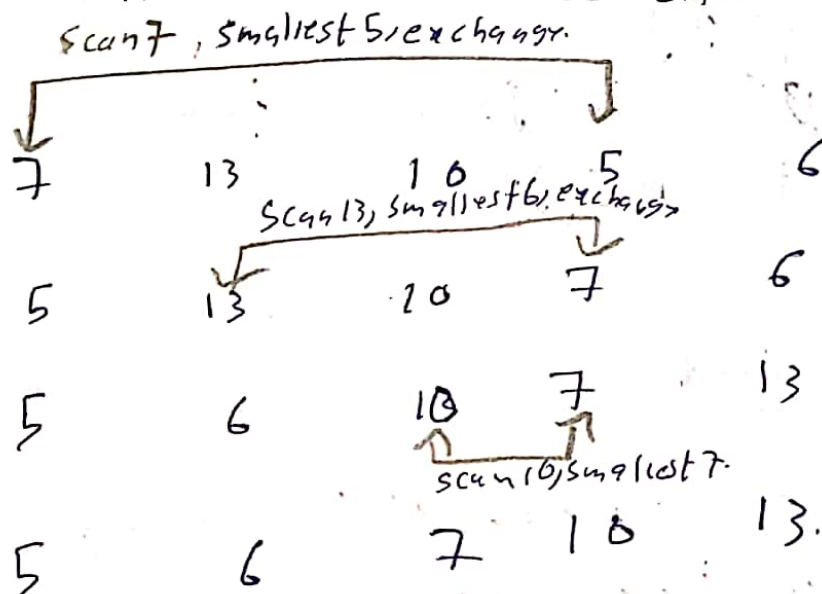 Scan 7, smallest 5, exchange.
7 13 10 5 6
Scan 13, smallest 6, exchange
5 13 10 7 6
5 6 10 7 13
scan 10, smallest 7.
5 6 7 10 13.